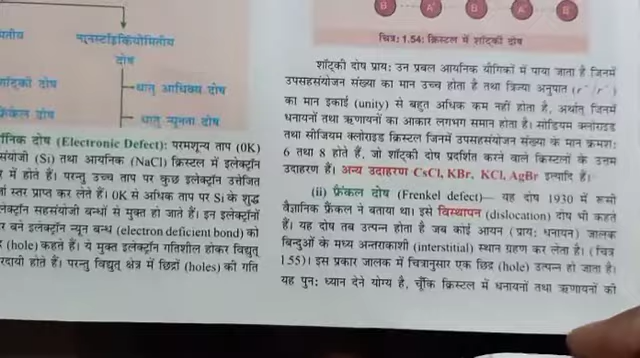 न्यूनस्टॉइकियोमितीय
दोष
धातु आधिक्य दोष
धातु न्यूनता दोष
दोष
दोष
दोष (Electronic Defect): परमशून्य ताप (0K)
(Si) तथा आयनिक (NaCl) क्रिस्टल में इलेक्ट्रॉन
में होते हैं। परन्तु उच्च ताप पर कुछ इलेक्ट्रॉन उत्तेजित
स्तर प्राप्त कर लेते हैं। 0K से अधिक ताप पर Si के शुद्ध
सहसंयोजी बन्धों से मुक्त हो जाते हैं। इन इलेक्ट्रॉनों
बने इलेक्ट्रॉन न्यून बन्ध (electron deficient bond) को
(hole) कहते हैं। ये मुक्त इलेक्ट्रॉन गतिशील होकर विद्युत्
होते हैं। परन्तु विद्युत् क्षेत्र में छिद्रों (holes) की गति
B A+ B A+ B
चित्र: 1.54: क्रिस्टल में शॉट्की दोष
शॉट्की दोष प्राय: उन प्रबल आयनिक यौगिकों में पाया जाता है जिनमें
उपसहसंयोजन संख्या का मान उच्च होता है तथा त्रिज्या अनुपात
का मान इकाई (unity) से बहुत अधिक कम नहीं होता है, अर्थात् जिनमें
धनायनों तथा ऋणायनों का आकार लगभग समान होता है। सोडियम क्लोराइड
तथा सीजियम क्लोराइड क्रिस्टल जिनमें उपसहसंयोजन संख्या के मान क्रमश:
6 तथा 8 होते हैं, जो शॉट्की दोष प्रदर्शित करने वाले क्रिस्टलों के उत्तम
उदाहरण हैं। अन्य उदाहरण CsCl, KBr, KCl, AgBr इत्यादि हैं।
(ii) फ्रेंकल दोष (Frenkel defect)— यह दोष 1930 में रूसी
वैज्ञानिक फ्रेंकल ने बताया था। इसे विस्थापन (dislocation) दोष भी कहते
हैं। यह दोष तब उत्पन्न होता है जब कोई आयन (प्राय: धनायन) जालक
बिन्दुओं के मध्य अन्तराकाशी (interstitial) स्थान ग्रहण कर लेता है। (चित्र
1.55)। इस प्रकार जालक में चित्रानुसार एक छिद्र (hole) उत्पन्न हो जाता है।
यह पुन: ध्यान देने योग्य है, चूँकि क्रिस्टल में धनायनों तथा ऋणायनों की